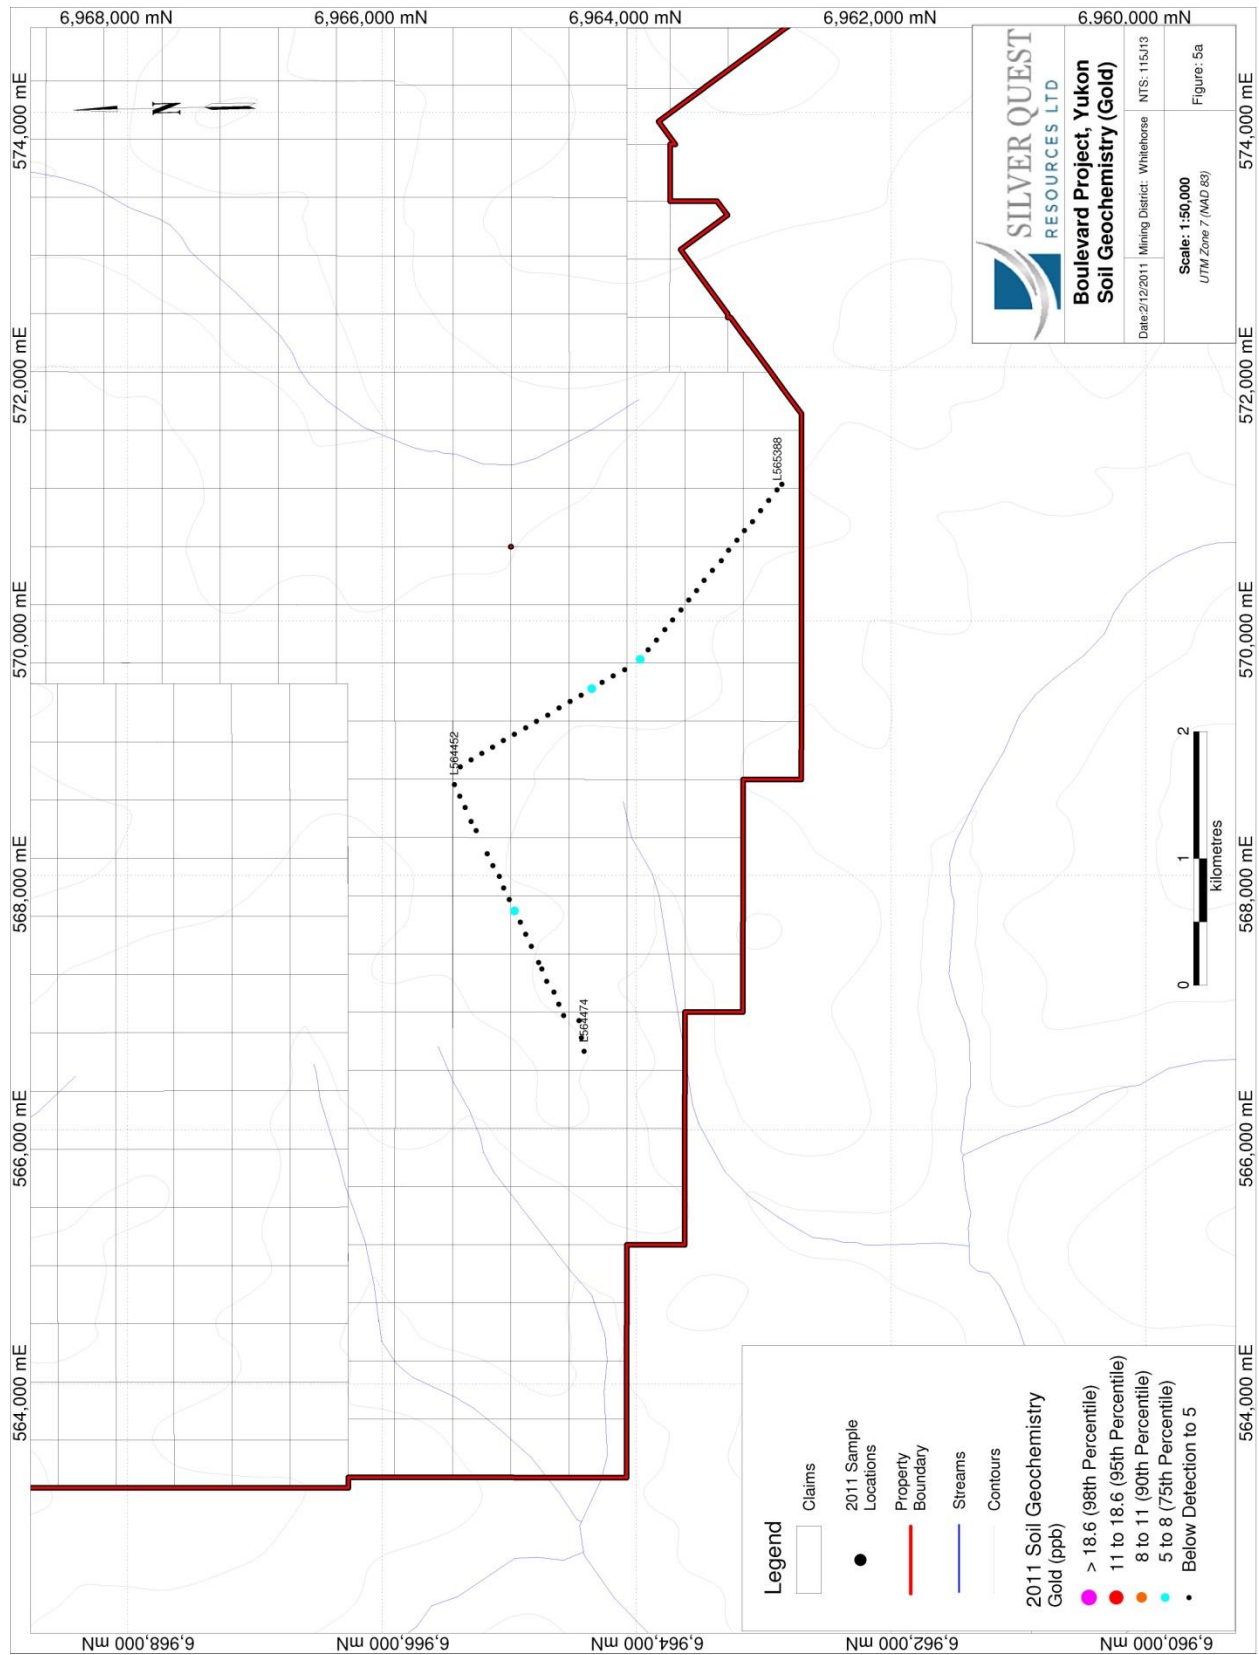 6,968,000 mN
6,966,000 mN
6,964,000 mN
6,962,000 mN
6,960,000 mN
574,000 mE
572,000 mE
570,000 mE
568,000 mE
566,000 mE
564,000 mE
N
L565388
L564452
L564474
SILVER QUEST
RESOURCES LTD
Boulevard Project, Yukon
Soil Geochemistry (Gold)
Date:2/12/2011
Mining District: Whitehorse
NTS: 115J13
Scale: 1:50,000
UTM Zone 7 (NAD 83)
Figure: 5a
0
1
2
kilometres
Legend
Claims
2011 Sample
Locations
Property
Boundary
Streams
Contours
2011 Soil Geochemistry
Gold (ppb)
> 18.6 (98th Percentile)
11 to 18.6 (95th Percentile)
8 to 11 (90th Percentile)
5 to 8 (75th Percentile)
Below Detection to 5
564,000 mE
566,000 mE
568,000 mE
570,000 mE
572,000 mE
574,000 mE
6,968,000 mN
6,966,000 mN
6,964,000 mN
6,962,000 mN
6,960,000 mN